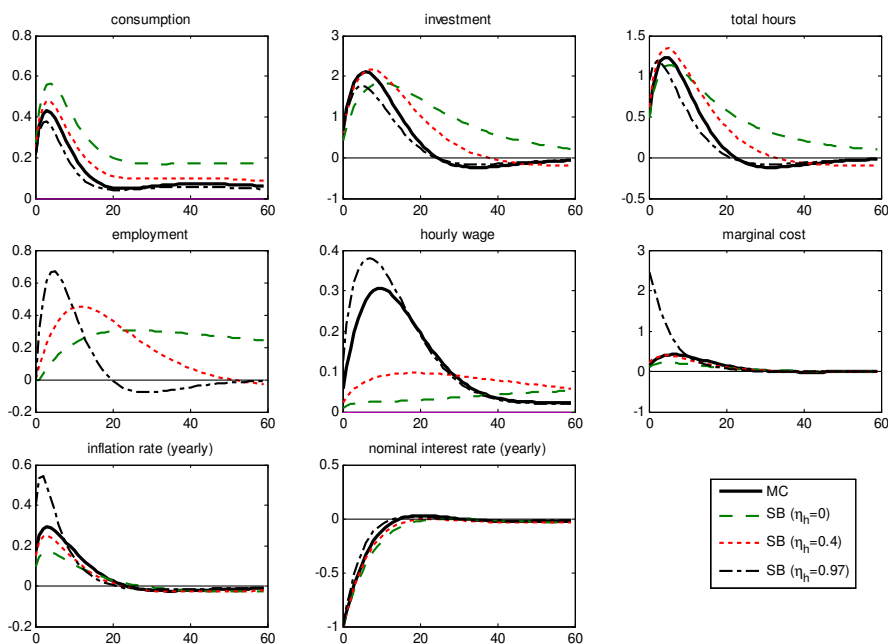 consumption
investment
total hours
0.8
0.6
0.4
0.2
0
0 20 40 60
3
2
1
0
-1
0 20 40 60
1.5
1
0.5
0
-0.5
0 20 40 60
employment
hourly wage
marginal cost
0.8
0.6
0.4
0.2
0
-0.2
0 20 40 60
0.4
0.3
0.2
0.1
0
0 20 40 60
3
2
1
0
-1
0 20 40 60
inflation rate (yearly)
nominal interest rate (yearly)
0.6
0.4
0.2
0
-0.2
0 20 40 60
0.5
0
-0.5
-1
0 20 40 60
MC
SB (ηh=0)
SB (ηh=0.4)
SB (ηh=0.97)